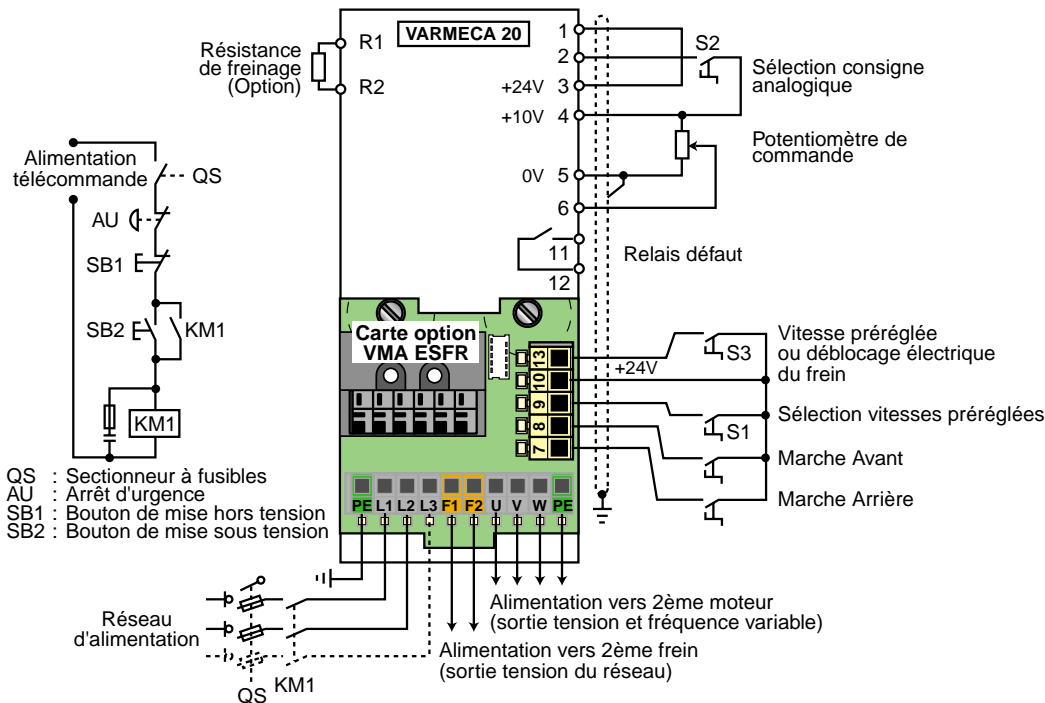 VARMECA 20
Résistance
de freinage
(Option)
R1
R2
1
2
+24V 3
+10V 4
0V 5
6
11
12
S2
Sélection consigne
analogique
Potentiomètre de
commande
Relais défaut
Alimentation
télécommande
QS
AU
SB1
SB2
KM1
KM1
Carte option
VMA ESFR
13
10
9
8
7
+24V
S3
Vitesse préréglée
ou déblocage électrique
du frein
S1
Sélection vitesses préréglées
Marche Avant
Marche Arrière
QS : Sectionneur à fusibles
AU : Arrêt d'urgence
SB1 : Bouton de mise hors tension
SB2 : Bouton de mise sous tension
PE L1 L2 L3 F1 F2 U V W PE
Réseau
d'alimentation
QS
KM1
Alimentation vers 2ème moteur
(sortie tension et fréquence variable)
Alimentation vers 2ème frein
(sortie tension du réseau)